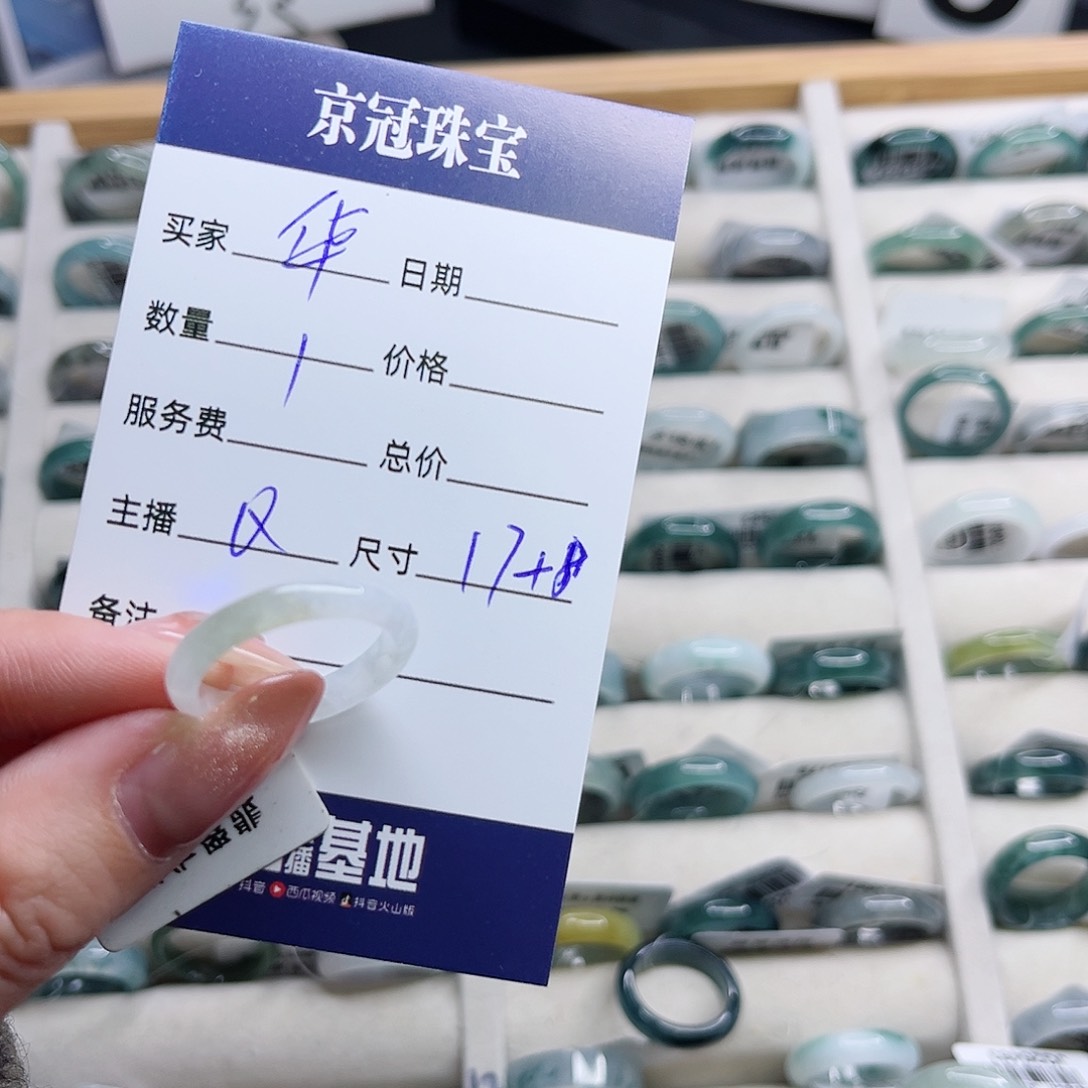 京冠珠宝
买家 华 日期
数量 1 价格
服务费 总价
主播 Q 尺寸 17+8
备注
播基地
抖音 西瓜视频 抖音火山版